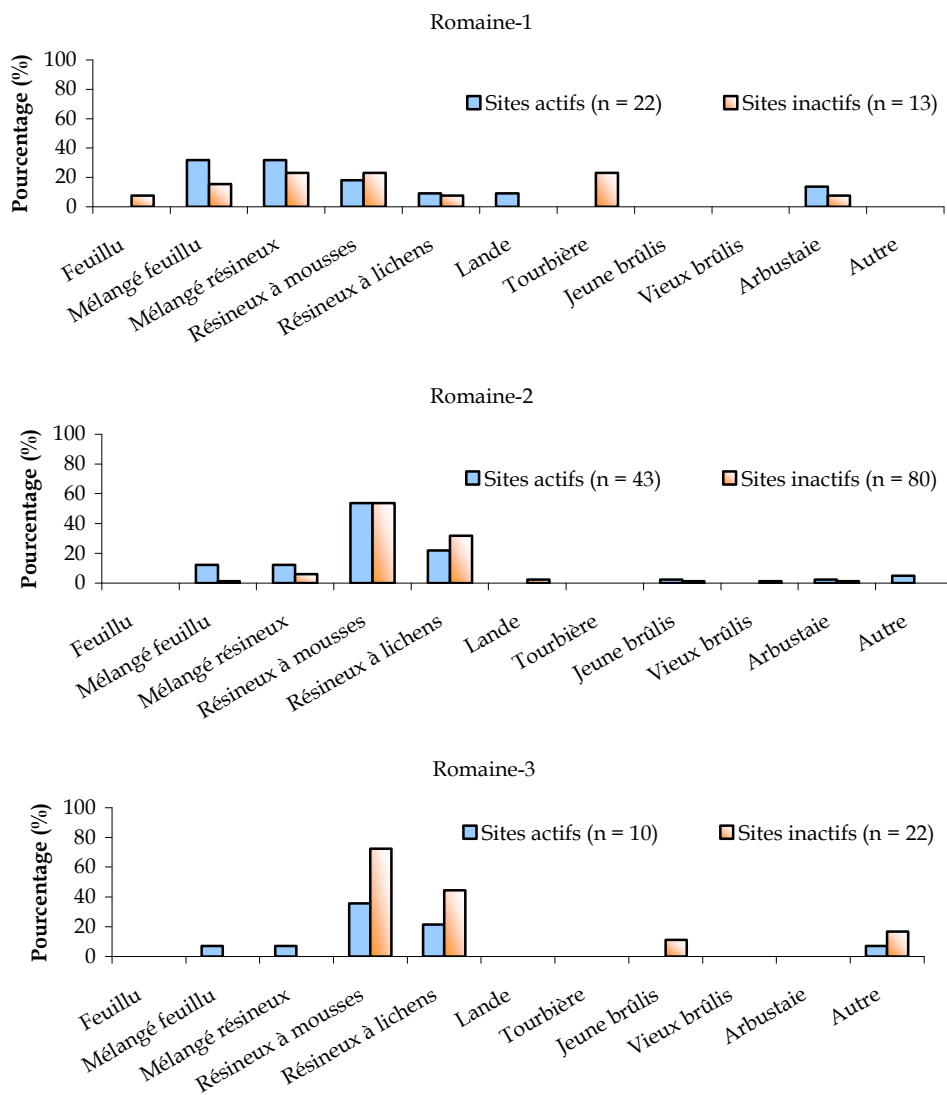 Romaine-1
Pourcentage (%)
100
80
60
40
20
0
Sites actifs (n = 22)
Sites inactifs (n = 13)
Feuillu
Mélangé feuillu
Mélangé résineux
Résineux à mousses
Résineux à lichens
Lande
Tourbière
Jeune brûlis
Vieux brûlis
Arbustaie
Autre
Romaine-2
Pourcentage (%)
100
80
60
40
20
0
Sites actifs (n = 43)
Sites inactifs (n = 80)
Feuillu
Mélangé feuillu
Mélangé résineux
Résineux à mousses
Résineux à lichens
Lande
Tourbière
Jeune brûlis
Vieux brûlis
Arbustaie
Autre
Romaine-3
Pourcentage (%)
100
80
60
40
20
0
Sites actifs (n = 10)
Sites inactifs (n = 22)
Feuillu
Mélangé feuillu
Mélangé résineux
Résineux à mousses
Résineux à lichens
Lande
Tourbière
Jeune brûlis
Vieux brûlis
Arbustaie
Autre